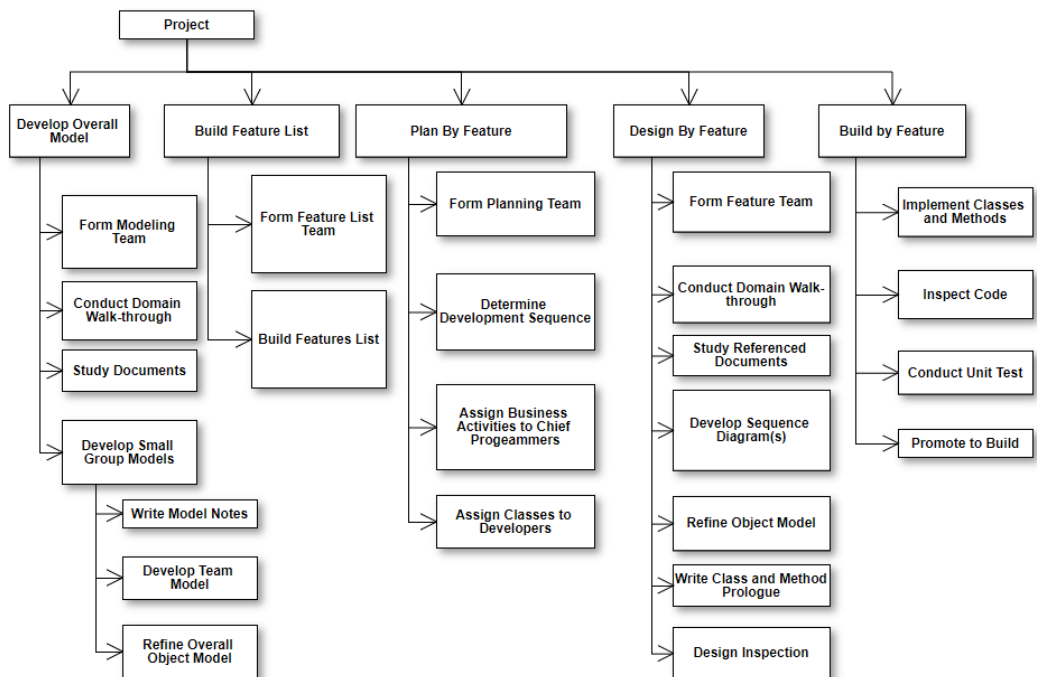 Project
Develop Overall
Model
Build Feature List
Plan By Feature
Design By Feature
Build by Feature
Form Modeling
Team
Conduct Domain
Walk-through
Study Documents
Develop Small
Group Models
Write Model Notes
Develop Team
Model
Refine Overall
Object Model
Form Feature List
Team
Build Features List
Form Planning Team
Determine
Development Sequence
Assign Business
Activities to Chief
Progeammers
Assign Classes to
Developers
Form Feature Team
Conduct Domain Walk-
through
Study Referenced
Documents
Develop Sequence
Diagram(s)
Refine Object Model
Write Class and Method
Prologue
Design Inspection
Implement Classes
and Methods
Inspect Code
Conduct Unit Test
Promote to Build